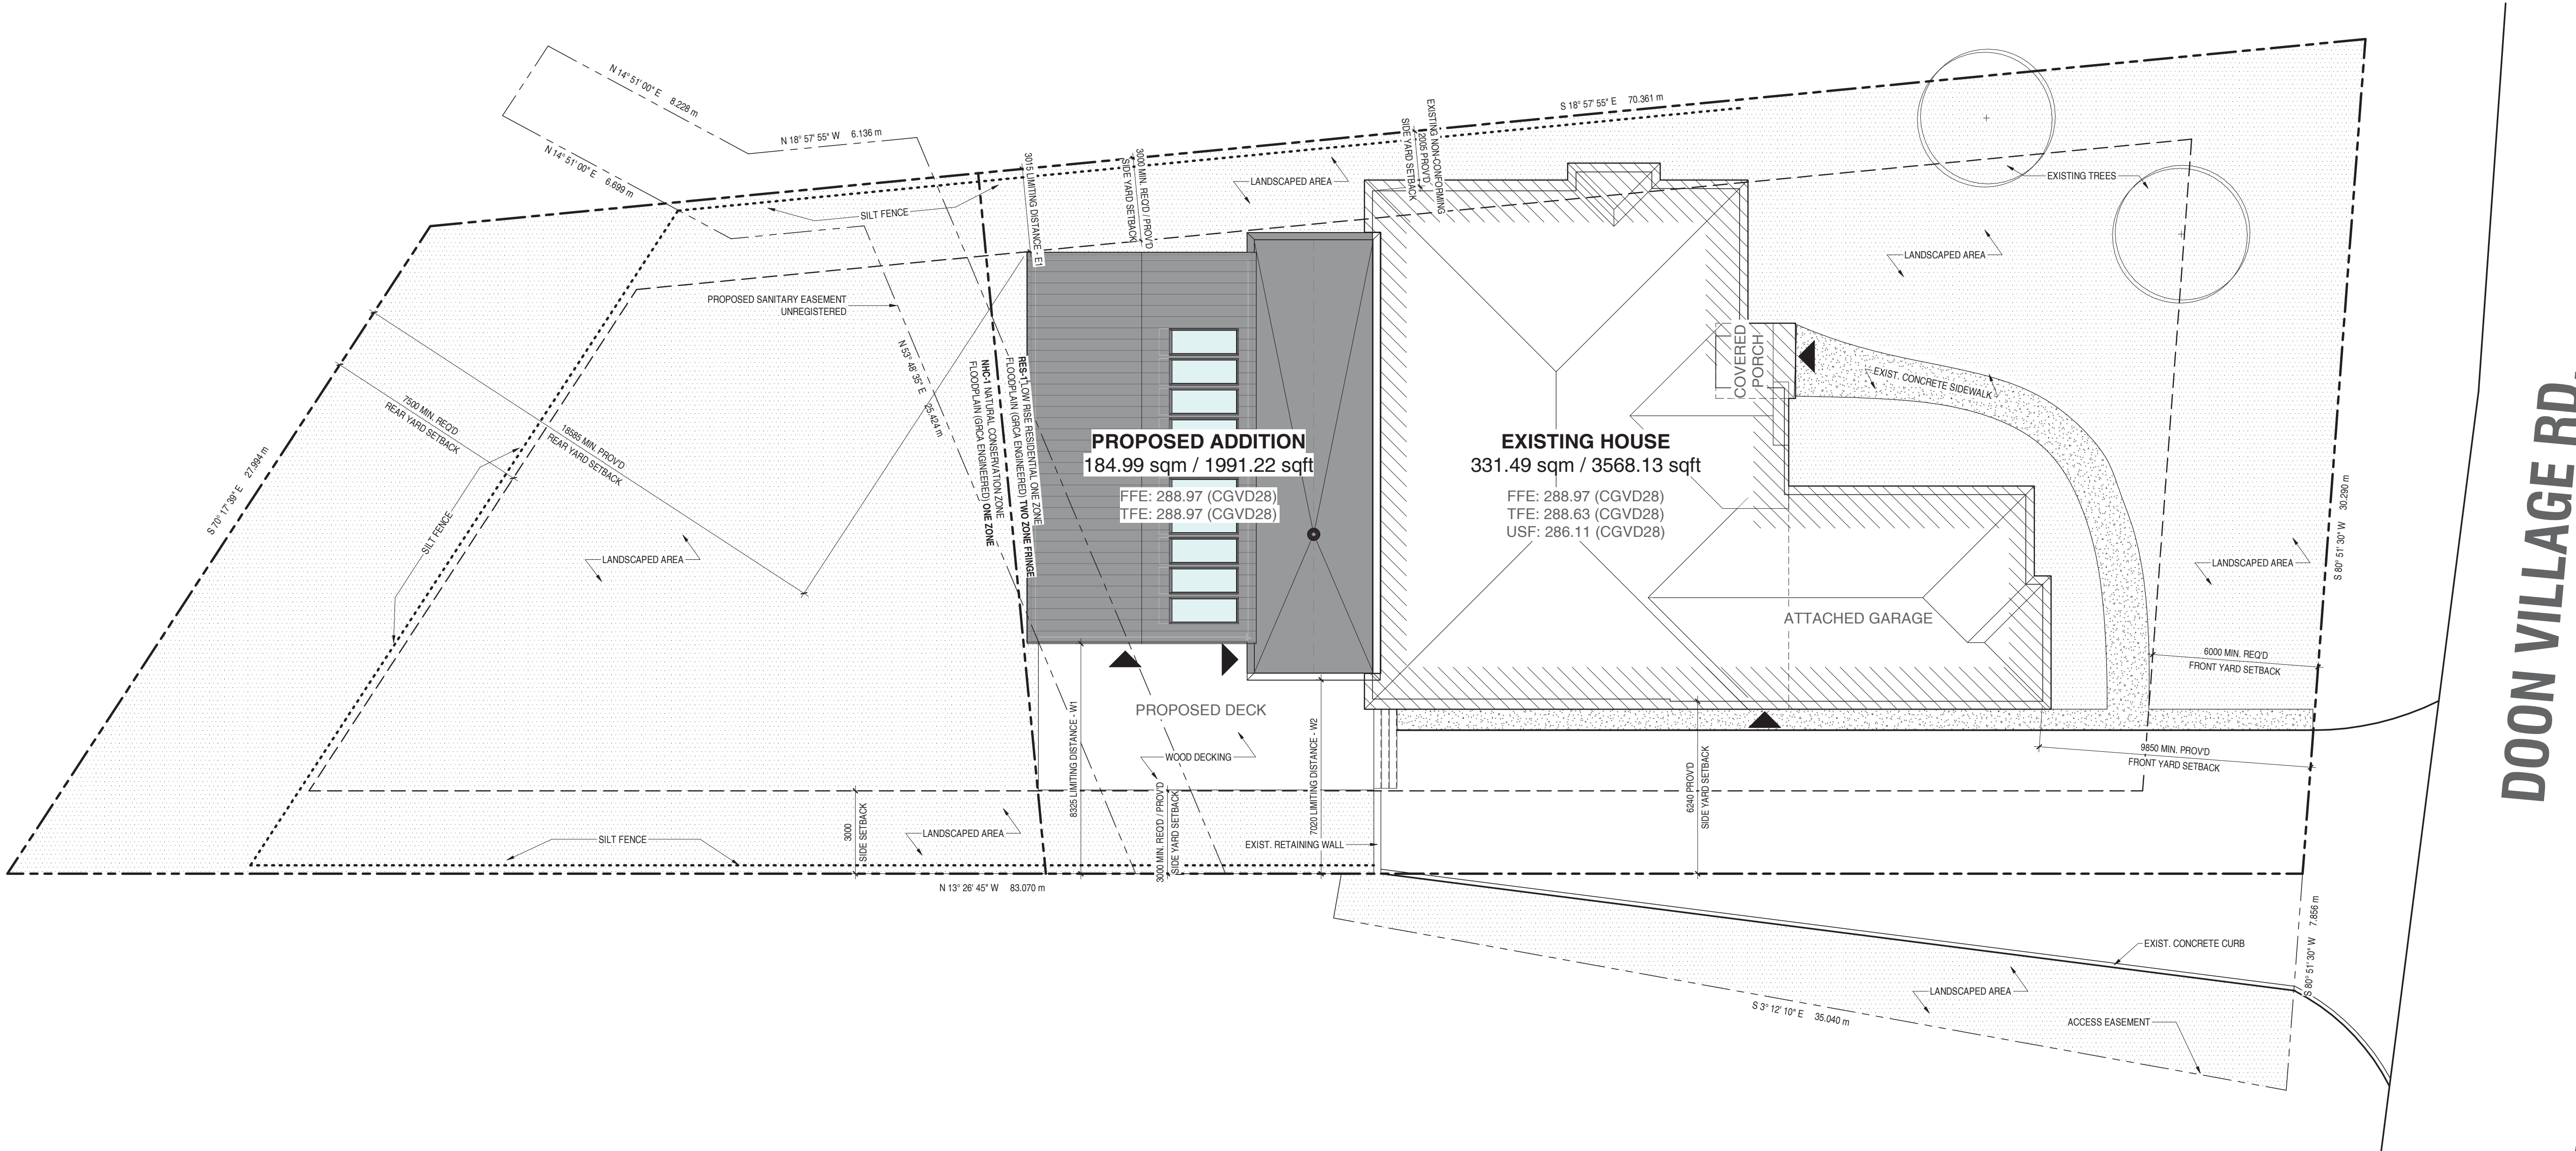 N 14° 51' 00" E 8.228 m
N 18° 57' 55" W 6.136 m
N 14° 51' 00" E 6.699 m
S 18° 57' 55" E 70.361 m
EXISTING NON-CONFORMING
2005 PROV'D
SIDE YARD SETBACK
3015 LIMITING DISTANCE - E1
3000 MIN. REQ'D / PROV'D
SIDE YARD SETBACK
LANDSCAPED AREA
SILT FENCE
EXISTING TREES
LANDSCAPED AREA
PROPOSED SANITARY EASEMENT
UNREGISTERED
N 53° 48' 35" E 25.424 m
RES-1 LOW RISE RESIDENTIAL ONE ZONE
FLOODPLAIN (GRCA ENGINEERED) TWO ZONE FRINGE
NHC-1 NATURAL CONSERVATION ZONE
FLOODPLAIN (GRCA ENGINEERED) ONE ZONE
COVERED
PORCH
EXIST. CONCRETE SIDEWALK
7500 MIN. REQ'D
REAR YARD SETBACK
18585 MIN. PROV'D
REAR YARD SETBACK
S 70° 17' 39" E 27.994 m
SILT FENCE
LANDSCAPED AREA
PROPOSED ADDITION
184.99 sqm / 1991.22 sqft
FFE: 288.97 (CGVD28)
TFE: 288.97 (CGVD28)
EXISTING HOUSE
331.49 sqm / 3568.13 sqft
FFE: 288.97 (CGVD28)
TFE: 288.63 (CGVD28)
USF: 286.11 (CGVD28)
ATTACHED GARAGE
LANDSCAPED AREA
S 80° 51' 30" W 30.290 m
DOON VILLAGE RD.
6000 MIN. REQ'D
FRONT YARD SETBACK
9850 MIN. PROV'D
FRONT YARD SETBACK
PROPOSED DECK
WOOD DECKING
8325 LIMITING DISTANCE - W1
7020 LIMITING DISTANCE - W2
6240 PROV'D
SIDE YARD SETBACK
3000
SIDE SETBACK
3000 MIN. REQ'D / PROV'D
SIDE YARD SETBACK
SILT FENCE
LANDSCAPED AREA
EXIST. RETAINING WALL
N 13° 26' 45" W 83.070 m
S 80° 51' 30" W 7.856 m
EXIST. CONCRETE CURB
LANDSCAPED AREA
S 3° 12' 10" E 35.040 m
ACCESS EASEMENT